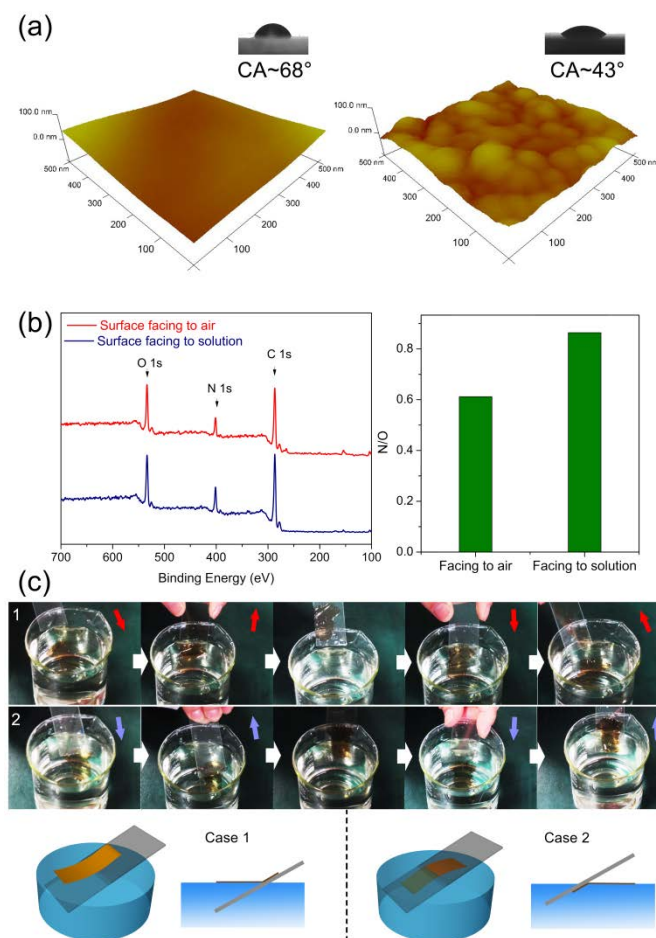 (a)
CA~68°
CA~43°
100.0 nm
0.0 nm
500 nm
400
300
200
100
500 nm
400
300
200
100
100.0 nm
0.0 nm
500 nm
400
300
200
100
500 nm
400
300
200
100
(b)
Surface facing to air
Surface facing to solution
O 1s
N 1s
C 1s
700
600
500
400
300
200
100
Binding Energy (eV)
N/O
0.8
0.6
0.4
0.2
0.0
Facing to air
Facing to solution
(c)
1
2
Case 1
Case 2